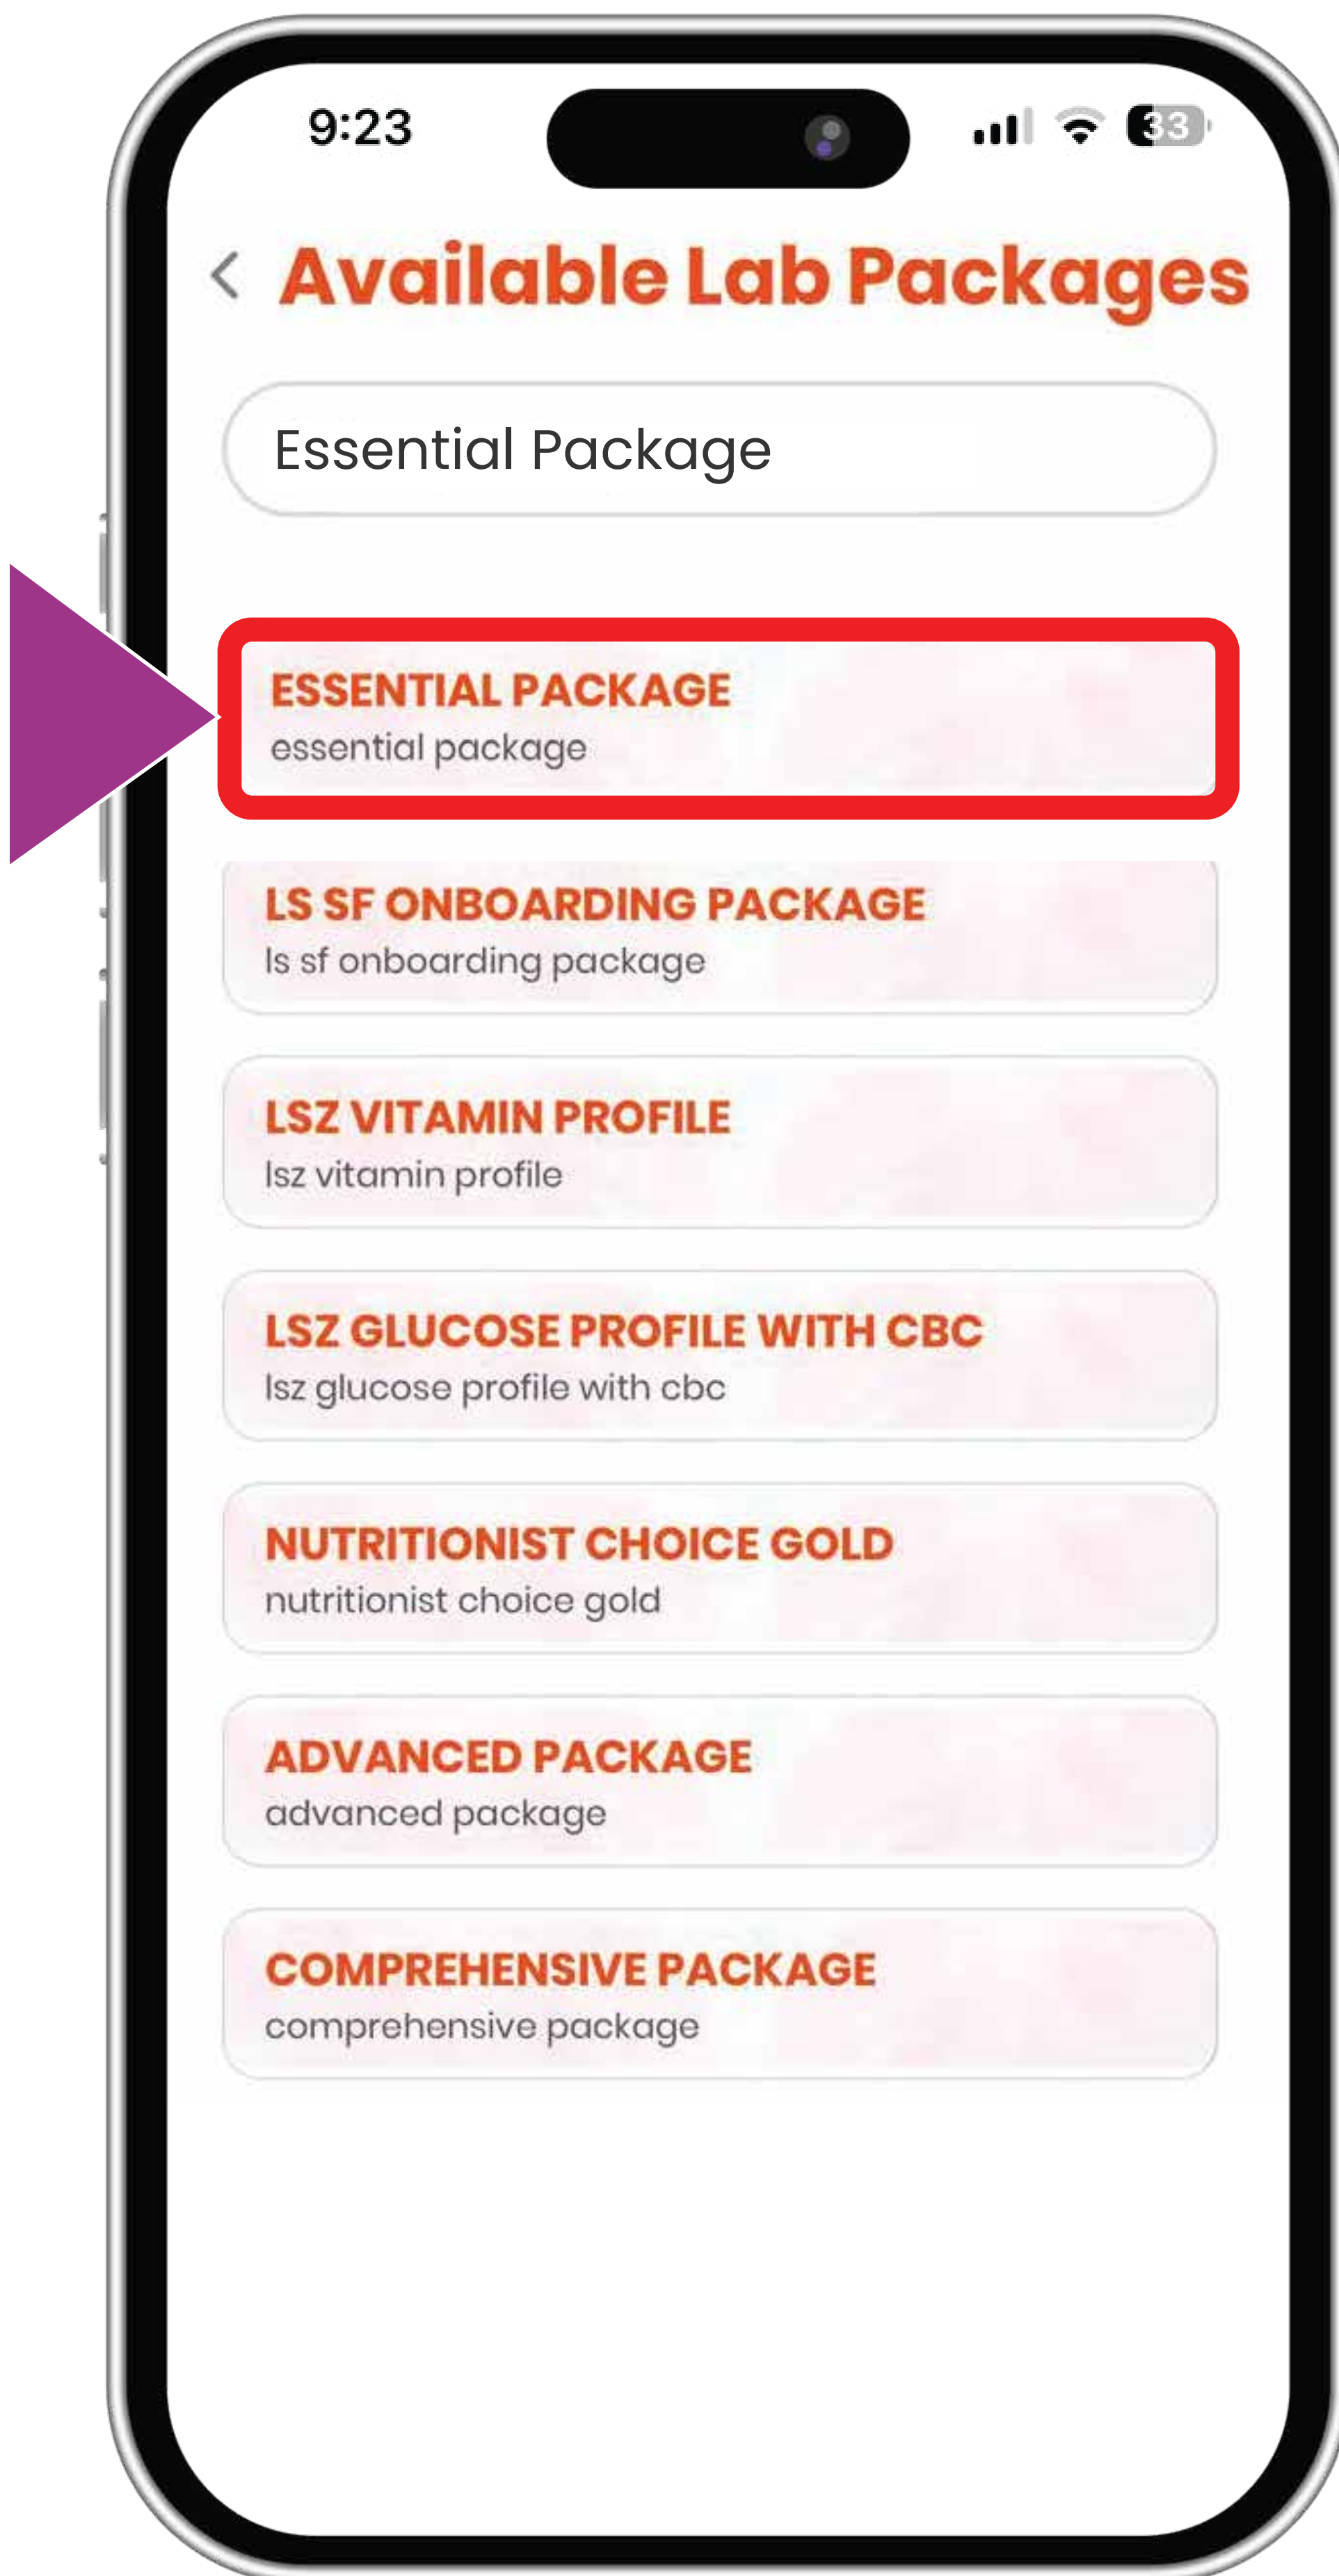 9:23
33
Available Lab Packages
Essential Package
ESSENTIAL PACKAGE
essential package
LS SF ONBOARDING PACKAGE
ls sf onboarding package
LSZ VITAMIN PROFILE
lsz vitamin profile
LSZ GLUCOSE PROFILE WITH CBC
lsz glucose profile with cbc
NUTRITIONIST CHOICE GOLD
nutritionist choice gold
ADVANCED PACKAGE
advanced package
COMPREHENSIVE PACKAGE
comprehensive package